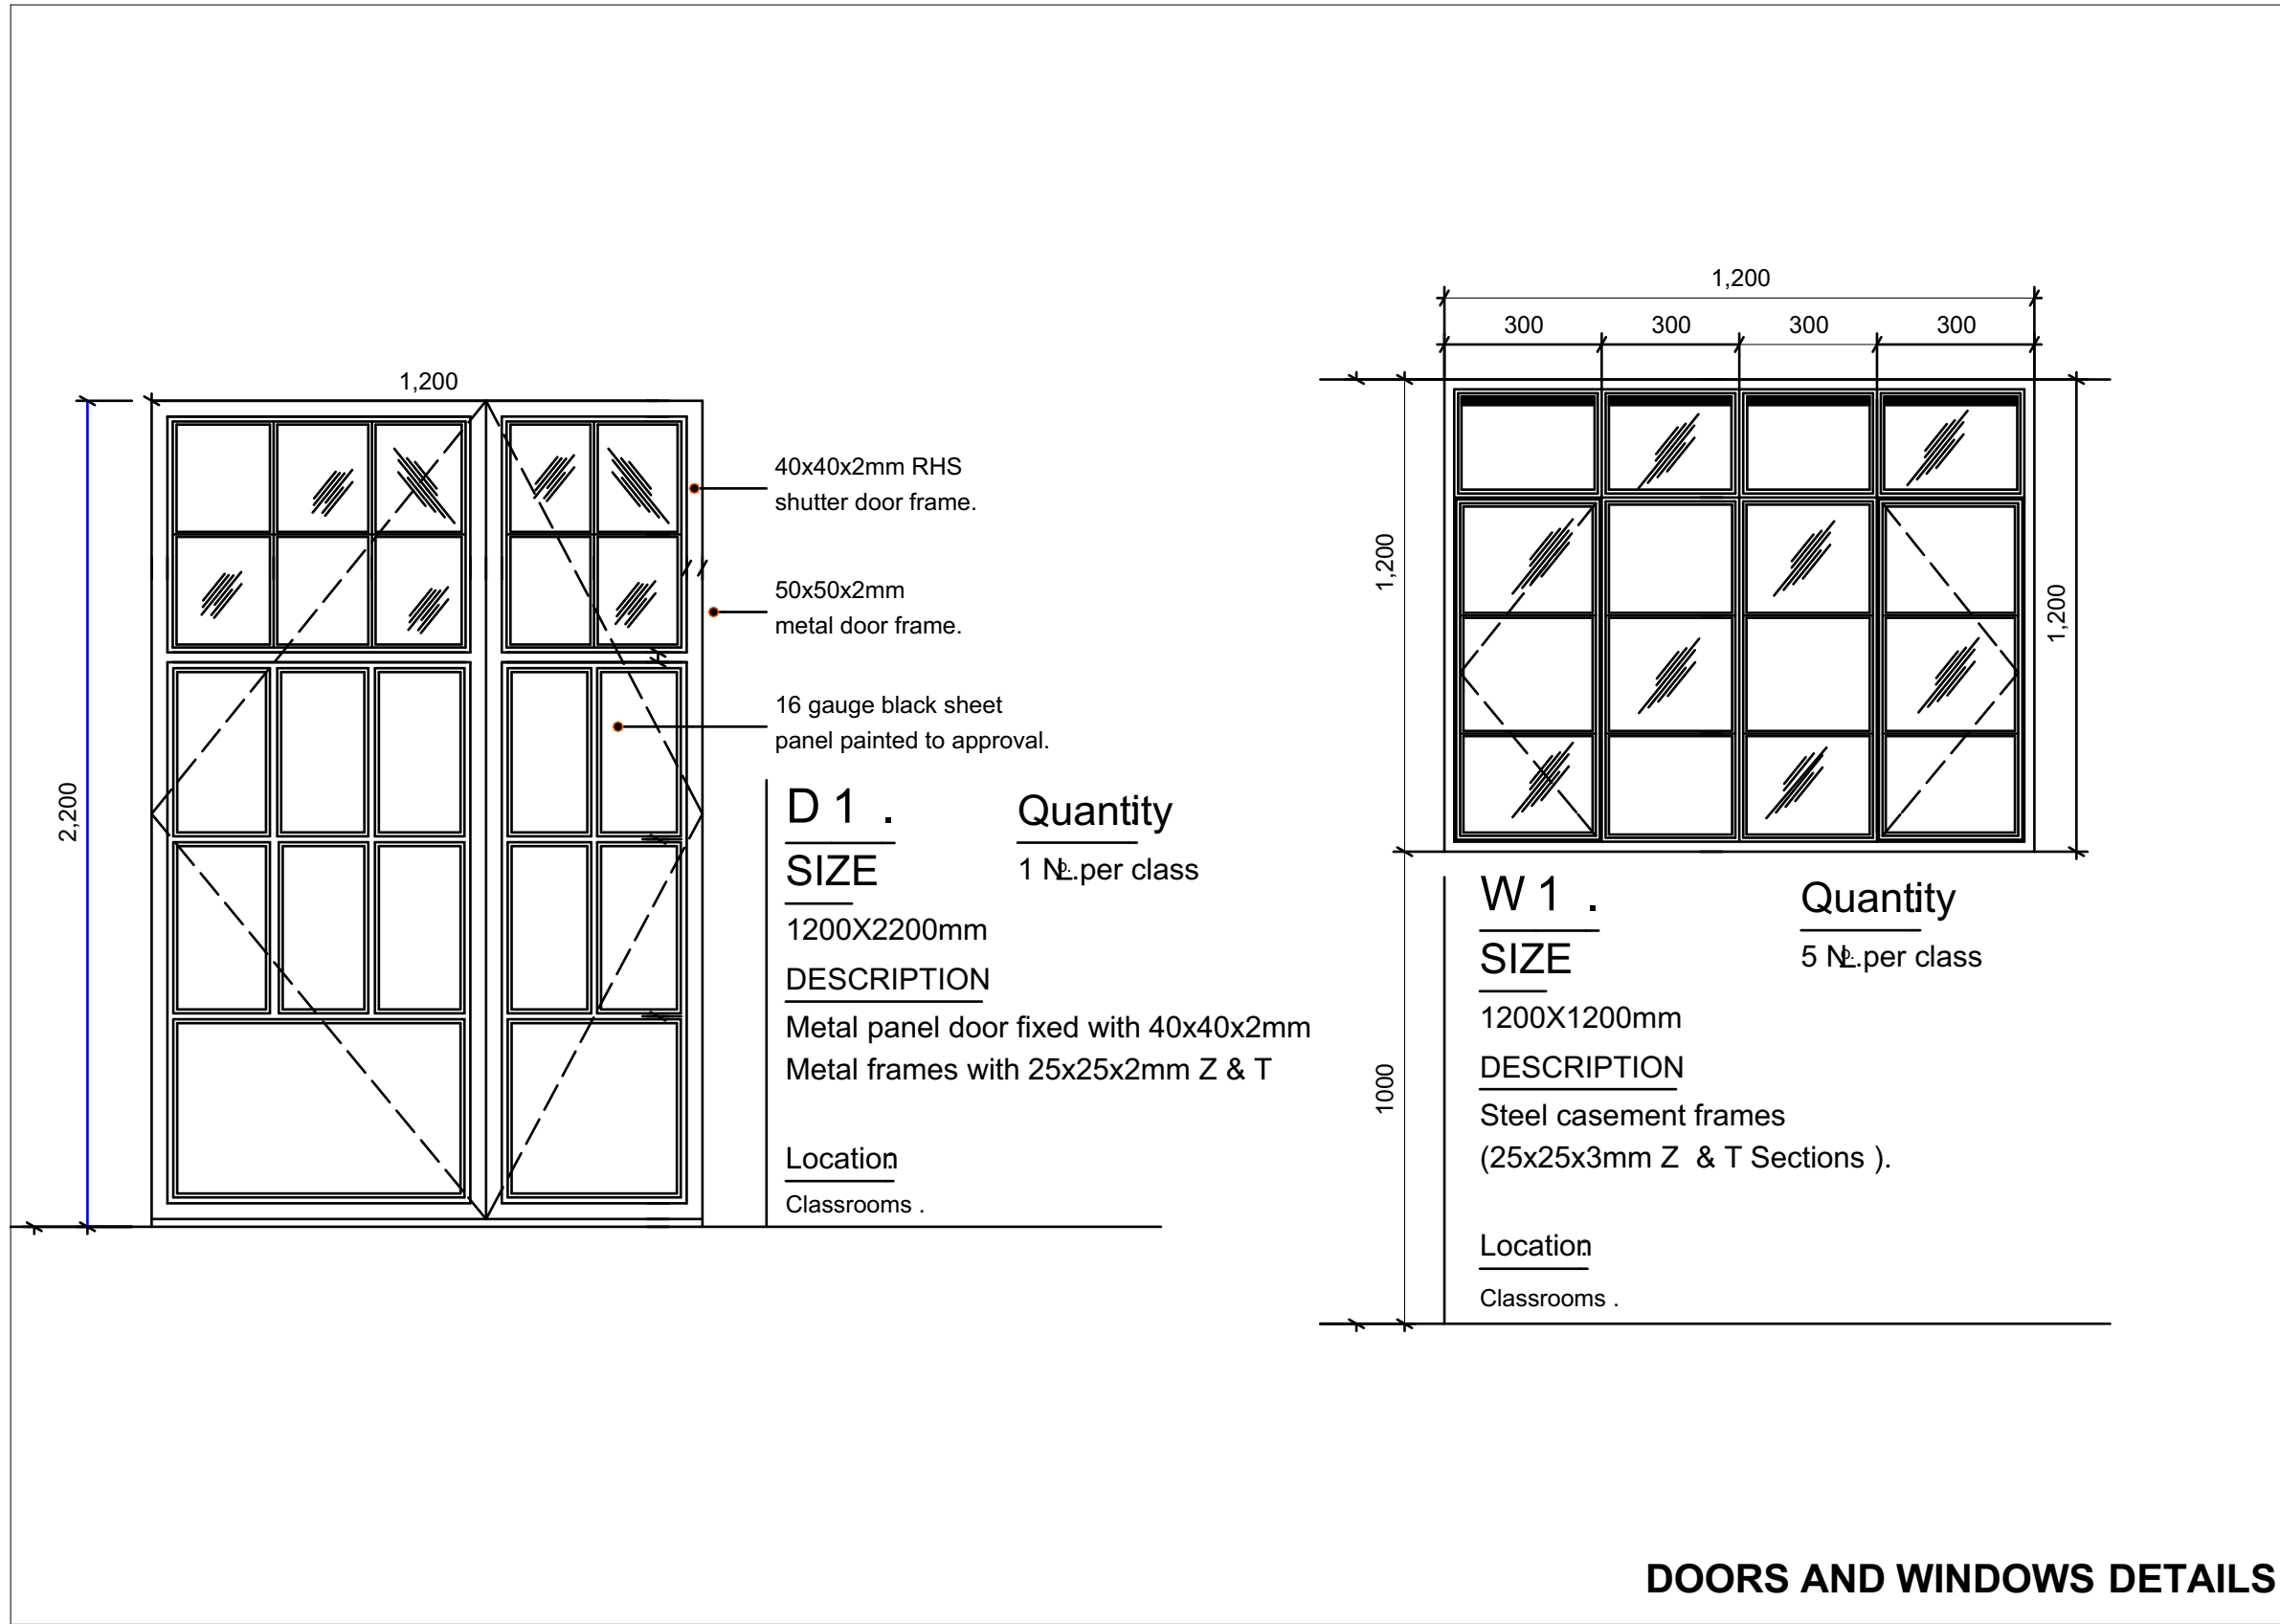 1,200
2,200
40x40x2mm RHS
shutter door frame.
50x50x2mm
metal door frame.
16 gauge black sheet
panel painted to approval.
D 1 .
Quantity:
SIZE
1 No. per class
1200X2200mm
DESCRIPTION
Metal panel door fixed with 40x40x2mm
Metal frames with 25x25x2mm Z & T
Location:
Classrooms .
1,200
300 300 300 300
1,200
1,200
1000
W 1 .
Quantity:
SIZE
5 No. per class
1200X1200mm
DESCRIPTION
Steel casement frames
(25x25x3mm Z & T Sections ).
Location:
Classrooms .
DOORS AND WINDOWS DETAILS